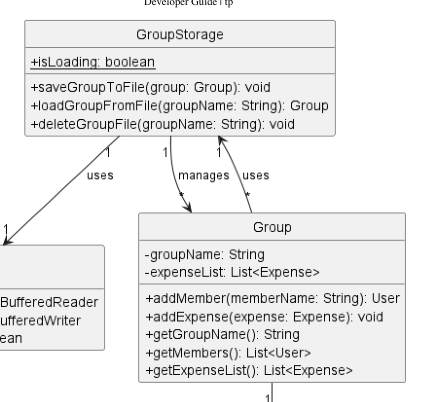 Developer Guide | tp
GroupStorage
+isLoading: boolean
+saveGroupToFile(group: Group): void
+loadGroupFromFile(groupName: String): Group
+deleteGroupFile(groupName: String): void
1
1
1
uses
manages
uses
1
*
*
Group
-groupName: String
-expenseList: List<Expense>
BufferedReader
ufferedWriter
ean
+addMember(memberName: String): User
+addExpense(expense: Expense): void
+getGroupName(): String
+getMembers(): List<User>
+getExpenseList(): List<Expense>
1